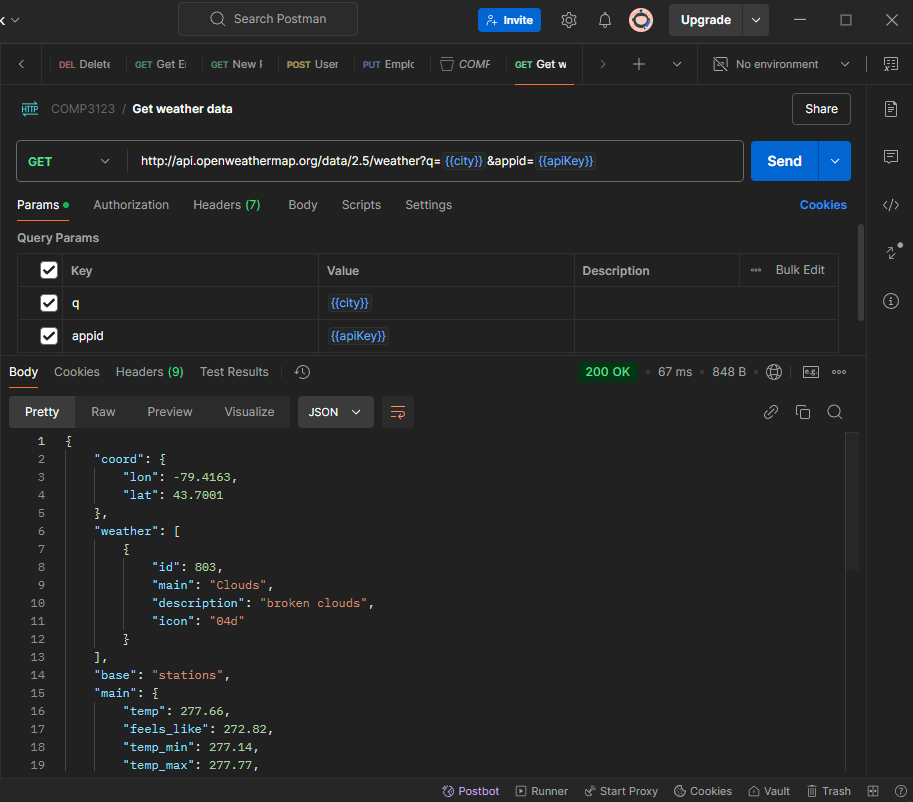 Search Postman
Invite
Upgrade
DEL Delete
GET Get E
GET New F
POST User
PUT Emplo
COMF
GET Get w
No environment
HTTP
COMP3123 / Get weather data
Share
GET
http://api.openweathermap.org/data/2.5/weather?q={{city}}&appid={{apiKey}}
Send
Params
Authorization
Headers (7)
Body
Scripts
Settings
Cookies
Query Params
Key Value Description Bulk Edit
q {{city}}
appid {{apiKey}}
Body Cookies Headers (9) Test Results
200 OK • 67 ms • 848 B
e.g.
Pretty Raw Preview Visualize JSON
1 {
2 "coord": {
3 "lon": -79.4163,
4 "lat": 43.7001
5 },
6 "weather": [
7 {
8 "id": 803,
9 "main": "Clouds",
10 "description": "broken clouds",
11 "icon": "04d"
12 }
13 ],
14 "base": "stations",
15 "main": {
16 "temp": 277.66,
17 "feels_like": 272.82,
18 "temp_min": 277.14,
19 "temp_max": 277.77,
Postbot Runner Start Proxy Cookies Vault Trash